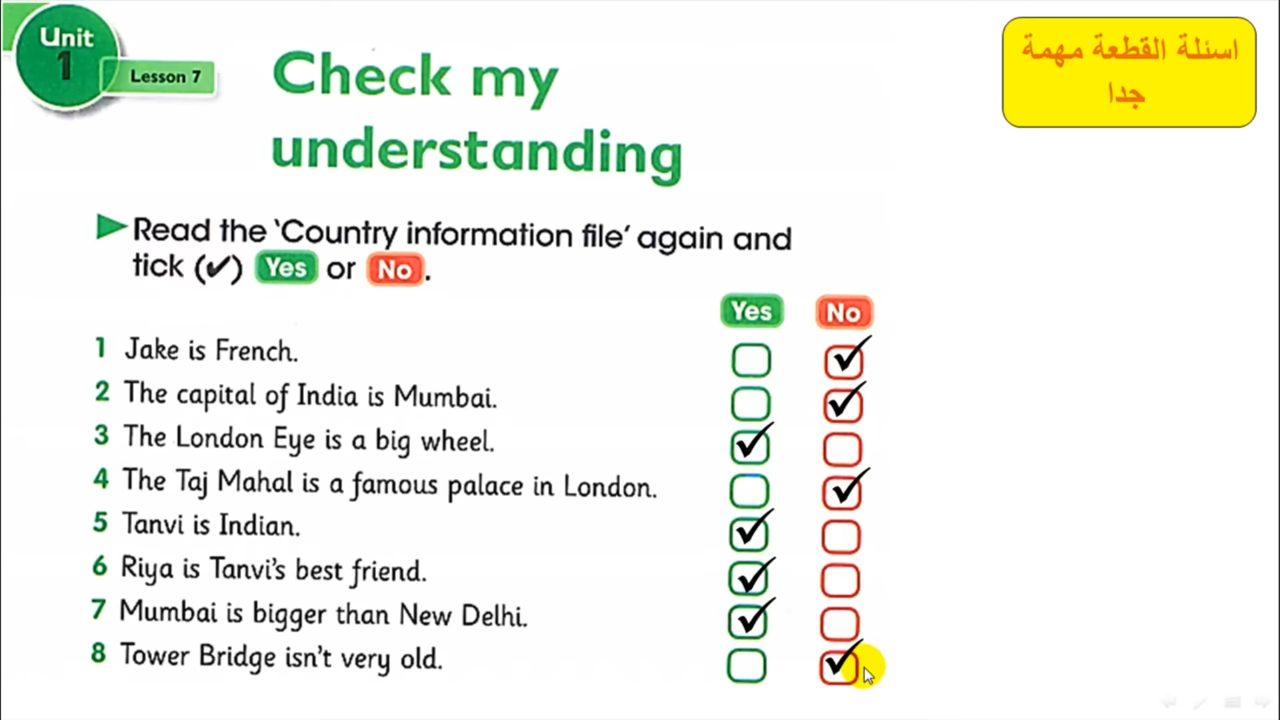 Unit
1
Lesson 7
Check my
understanding
اسئلة القطعة مهمة
جدا
Read the ‘Country information file’ again and
tick (✔) Yes or No.
Yes No
1 Jake is French.
2 The capital of India is Mumbai.
3 The London Eye is a big wheel.
4 The Taj Mahal is a famous palace in London.
5 Tanvi is Indian.
6 Riya is Tanvi’s best friend.
7 Mumbai is bigger than New Delhi.
8 Tower Bridge isn’t very old.